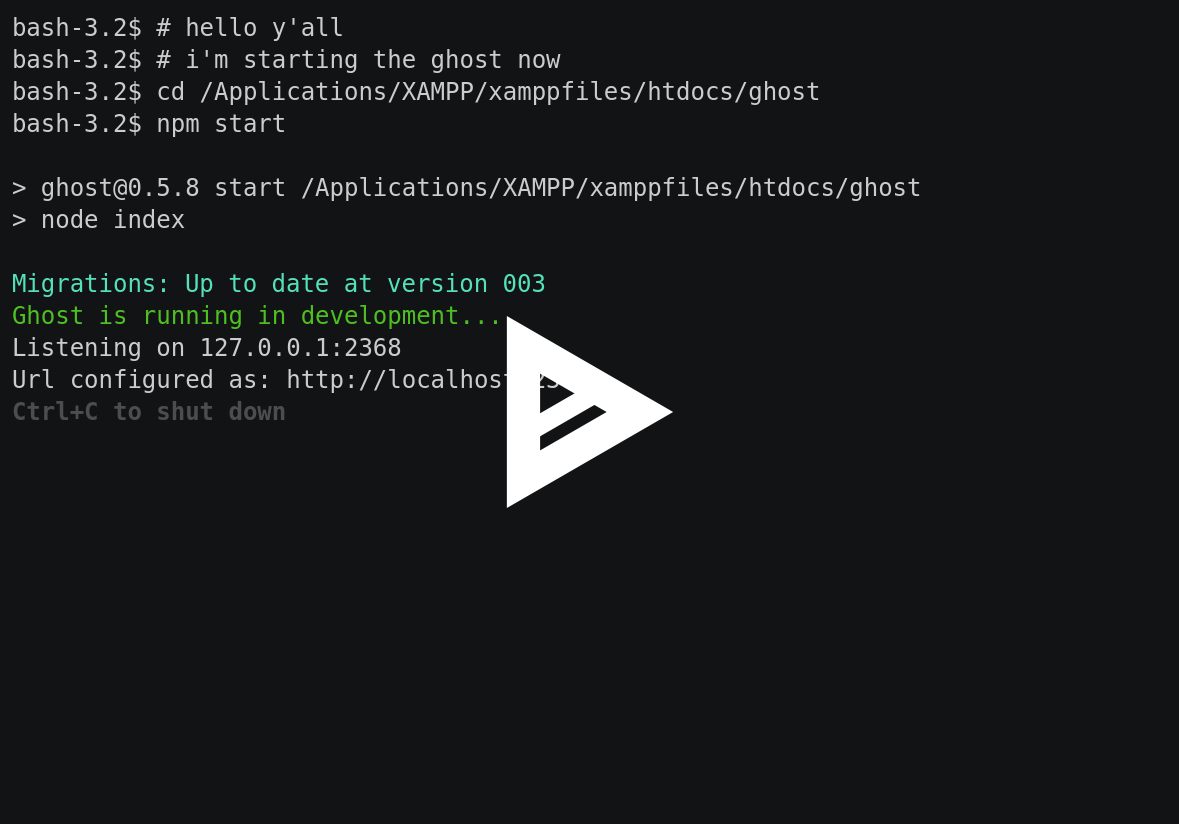 bash-3.2$ # hello y'all
bash-3.2$ # i'm starting the ghost now
bash-3.2$ cd /Applications/XAMPP/xamppfiles/htdocs/ghost
bash-3.2$ npm start
> ghost@0.5.8 start /Applications/XAMPP/xamppfiles/htdocs/ghost
> node index
Migrations: Up to date at version 003
Ghost is running in development...
Listening on 127.0.0.1:2368
Url configured as: http://localhost
Ctrl+C to shut down